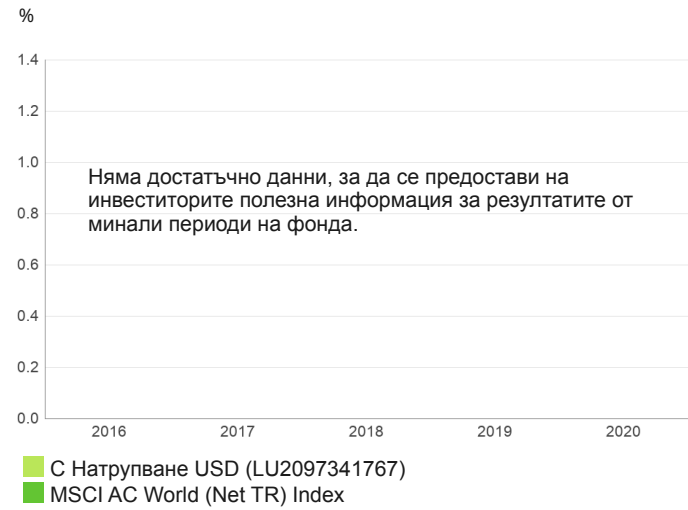 %
1.4
1.2
1.0
Няма достатъчно данни, за да се предостави на
инвеститорите полезна информация за резултатите от
0.8
минали периоди на фонда.
0.6
0.4
0.2
0.0
2016 2017 2018 2019 2020
C Натрупване USD (LU2097341767)
MSCI AC World (Net TR) Index